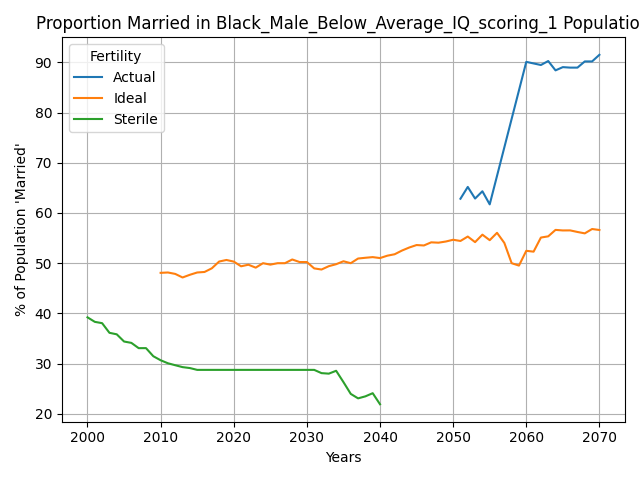 Proportion Married in Black_Male_Below_Average_IQ_scoring_1 Populatio
Fertility
Actual
Ideal
Sterile
% of Population 'Married'
90
80
70
60
50
40
30
20
2000 2010 2020 2030 2040 2050 2060 2070
Years